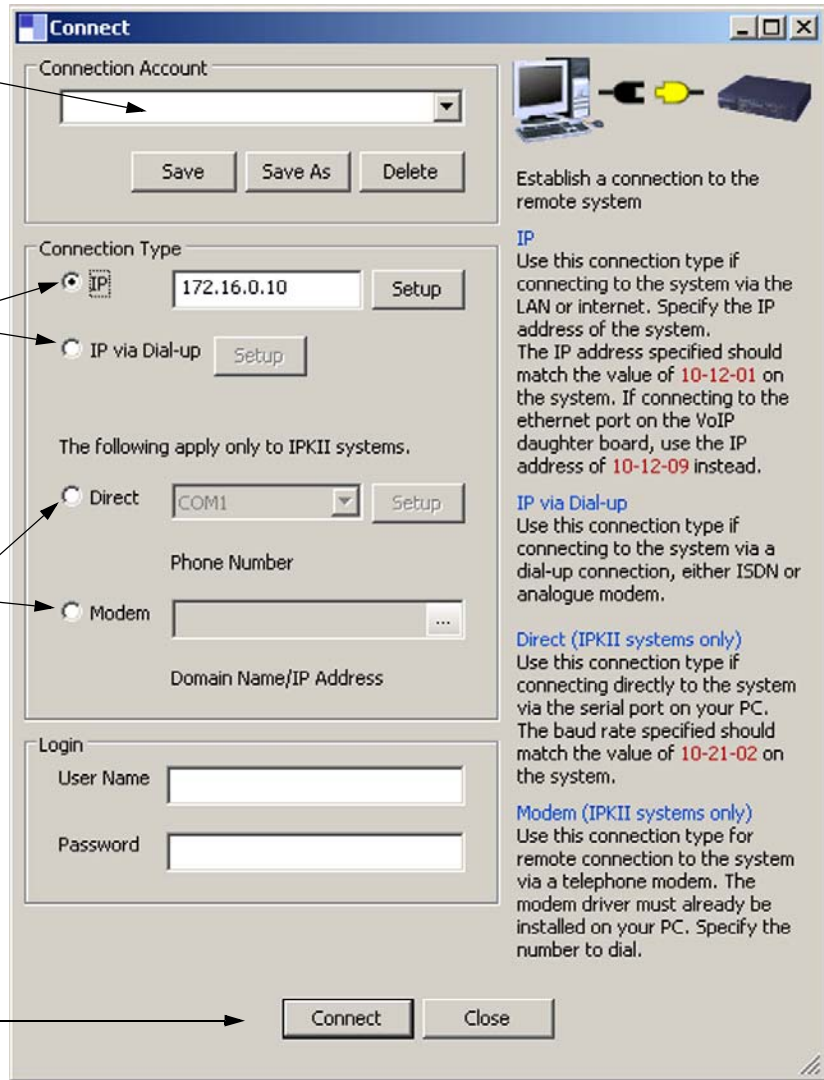 Connect
Connection Account
Save Save As Delete
Connection Type
IP 172.16.0.10 Setup
IP via Dial-up Setup
The following apply only to IPKII systems.
Direct COM1 Setup
Phone Number
Modem ...
Domain Name/IP Address
Login
User Name
Password
Establish a connection to the
remote system
IP
Use this connection type if
connecting to the system via the
LAN or internet. Specify the IP
address of the system.
The IP address specified should
match the value of 10-12-01 on
the system. If connecting to the
ethernet port on the VoIP
daughter board, use the IP
address of 10-12-09 instead.
IP via Dial-up
Use this connection type if
connecting to the system via a
dial-up connection, either ISDN or
analogue modem.
Direct (IPKII systems only)
Use this connection type if
connecting directly to the system
via the serial port on your PC.
The baud rate specified should
match the value of 10-21-02 on
the system.
Modem (IPKII systems only)
Use this connection type for
remote connection to the system
via a telephone modem. The
modem driver must already be
installed on your PC. Specify the
number to dial.
Connect Close